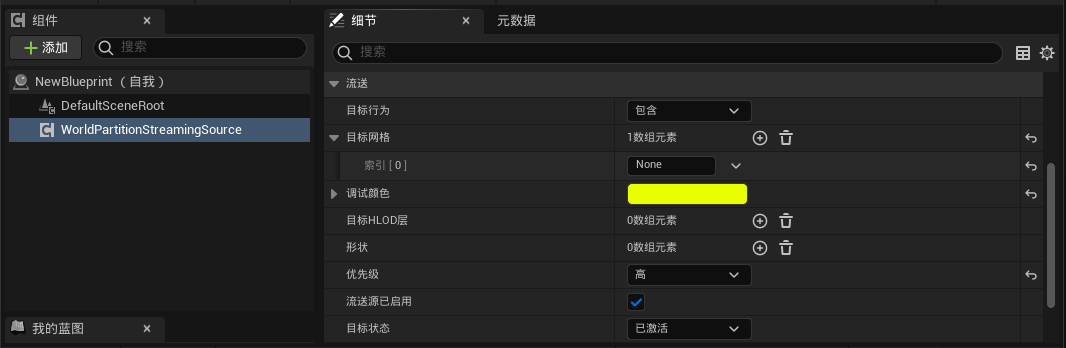 组件
添加
搜索
NewBlueprint （自我）
DefaultSceneRoot
WorldPartitionStreamingSource
我的蓝图
细节
元数据
搜索
流送
目标行为 包含
目标网格 1数组元素
索引 [ 0 ] None
调试颜色
目标HLOD层 0数组元素
形状 0数组元素
优先级 高
流送源已启用
目标状态 已激活